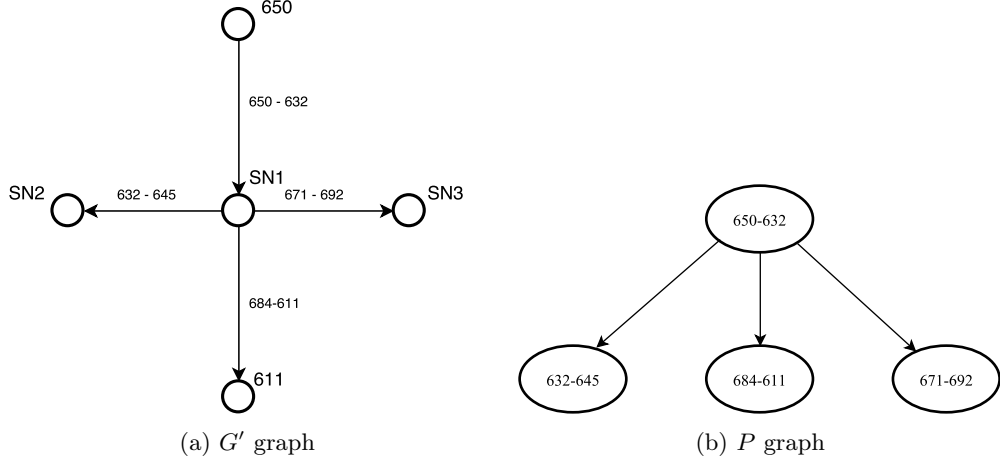 650
650 - 632
SN1
SN2
632 - 645
671 - 692
SN3
684-611
611
(a) G′ graph
650-632
632-645
684-611
671-692
(b) P graph